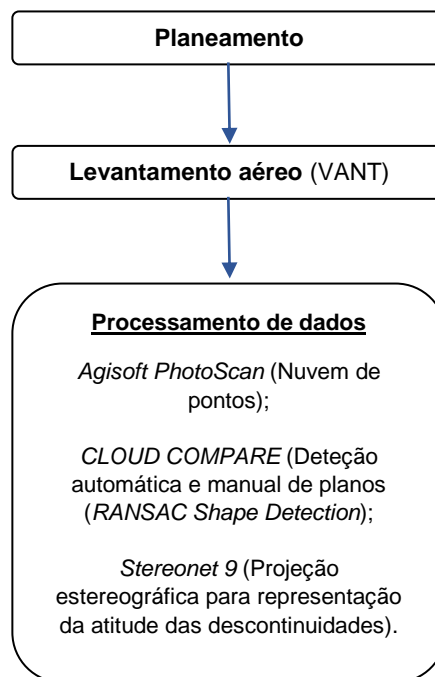 Planeamento
Levantamento aéreo (VANT)
Processamento de dados
Agisoft PhotoScan (Nuvem de
pontos);
CLOUD COMPARE (Deteção
automática e manual de planos
(RANSAC Shape Detection);
Stereonet 9 (Projeção
estereográfica para representação
da atitude das descontinuidades).